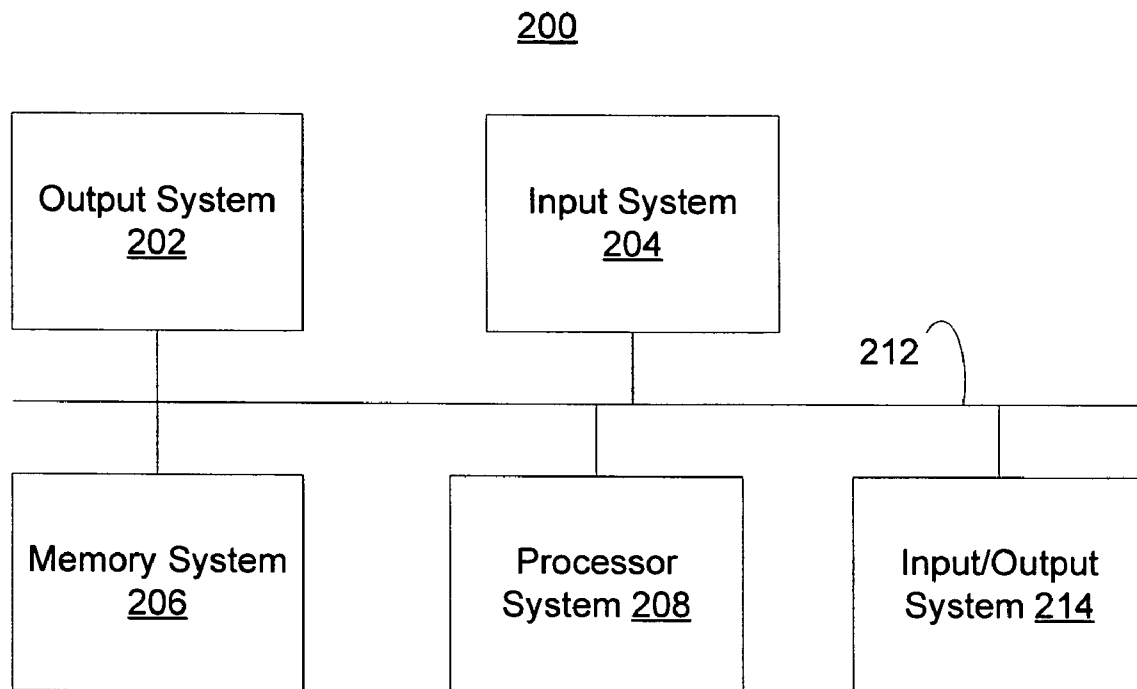 200
Output System
202
Input System
204
212
Memory System
206
Processor
System 208
Input/Output
System 214